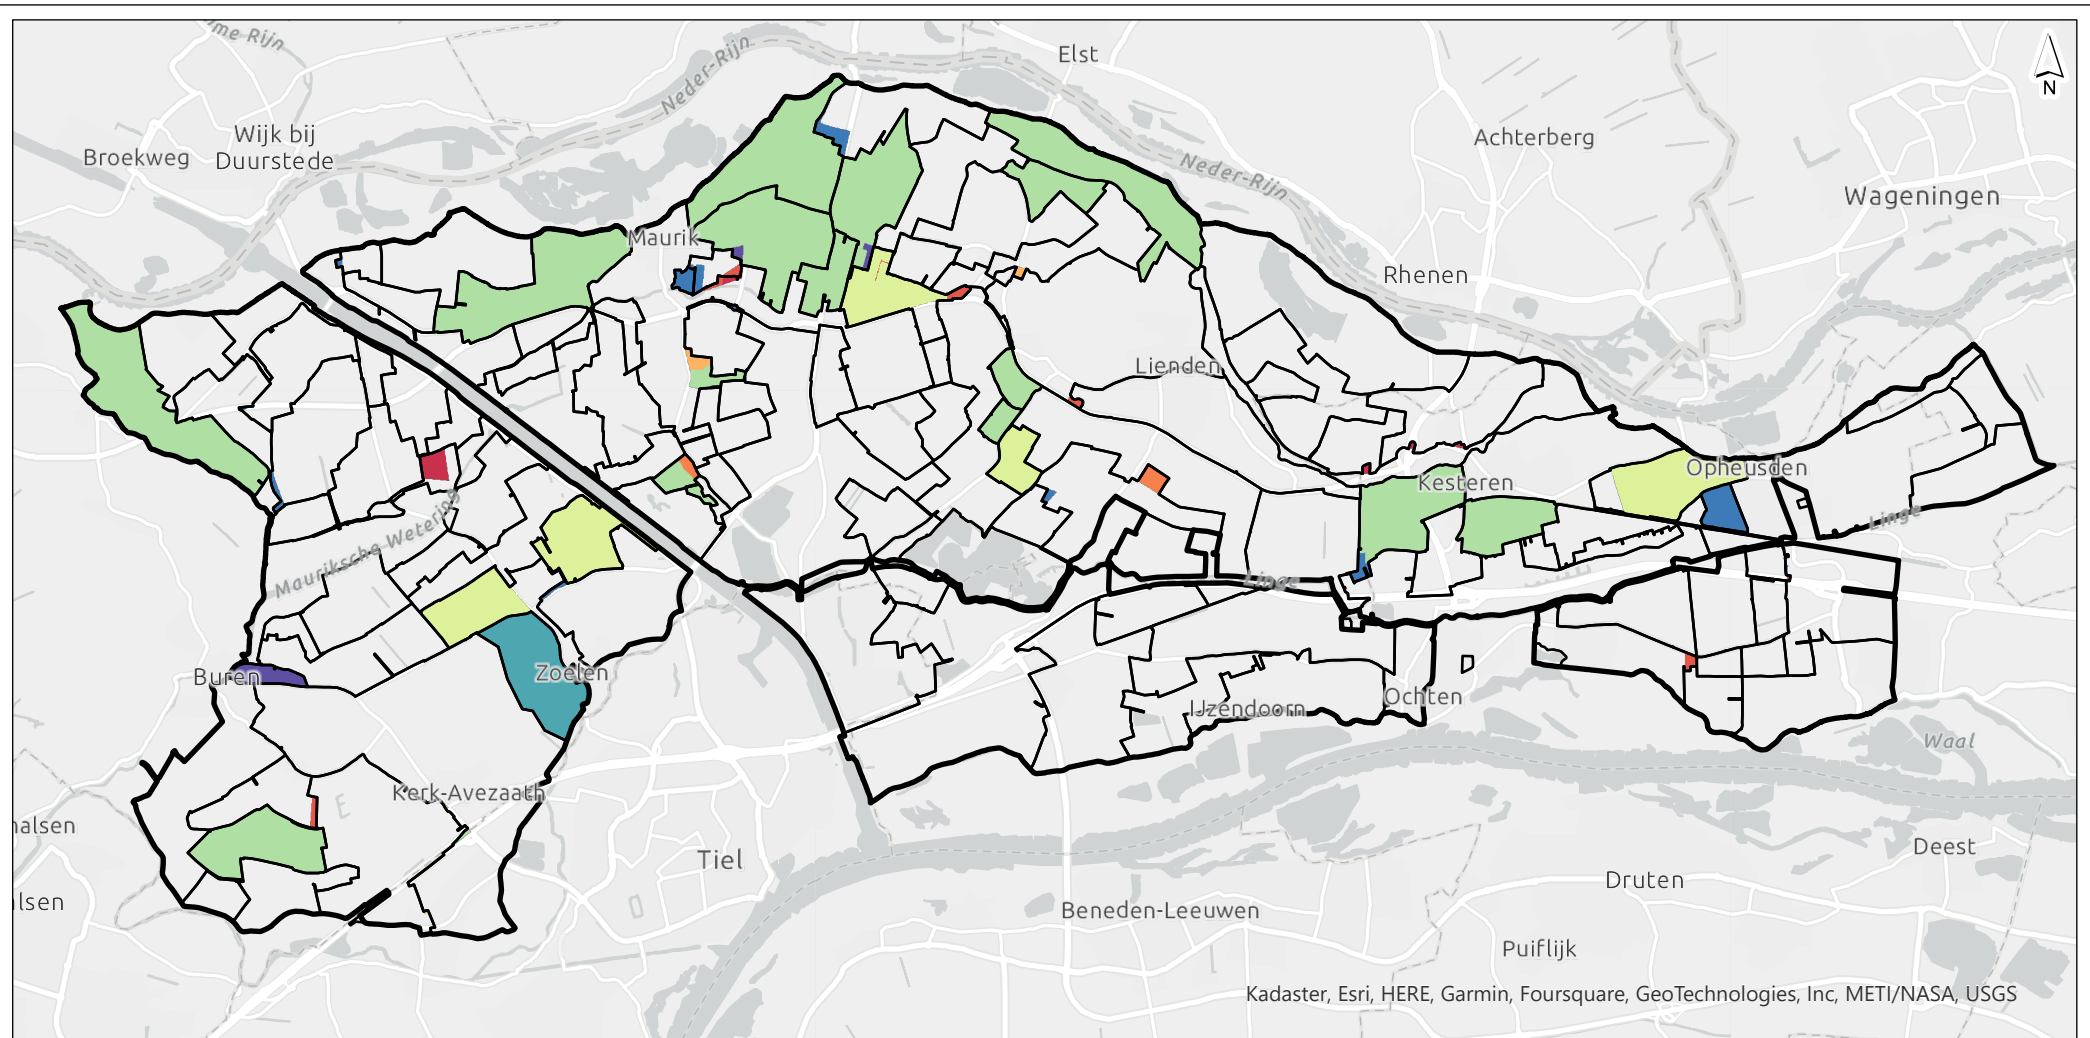 me Rijn
Neder-Rijn
Elst
N
Wijk bij
Duurstede
Broekweg
Achterberg
Neder-Rijn
Wageningen
Maurik
Rhenen
Lienden
Opheusden
Kesteren
Linge
Mauriksche Wetering
Linge
Buren
Zoelen
Ochten
IJzendoorn
Waal
Kerk-Avezaath
alsen
Tiel
Deest
Druten
lsen
Beneden-Leeuwen
Puiflijk
Kadaster, Esri, HERE, Garmin, Foursquare, GeoTechnologies, Inc, METI/NASA, USGS